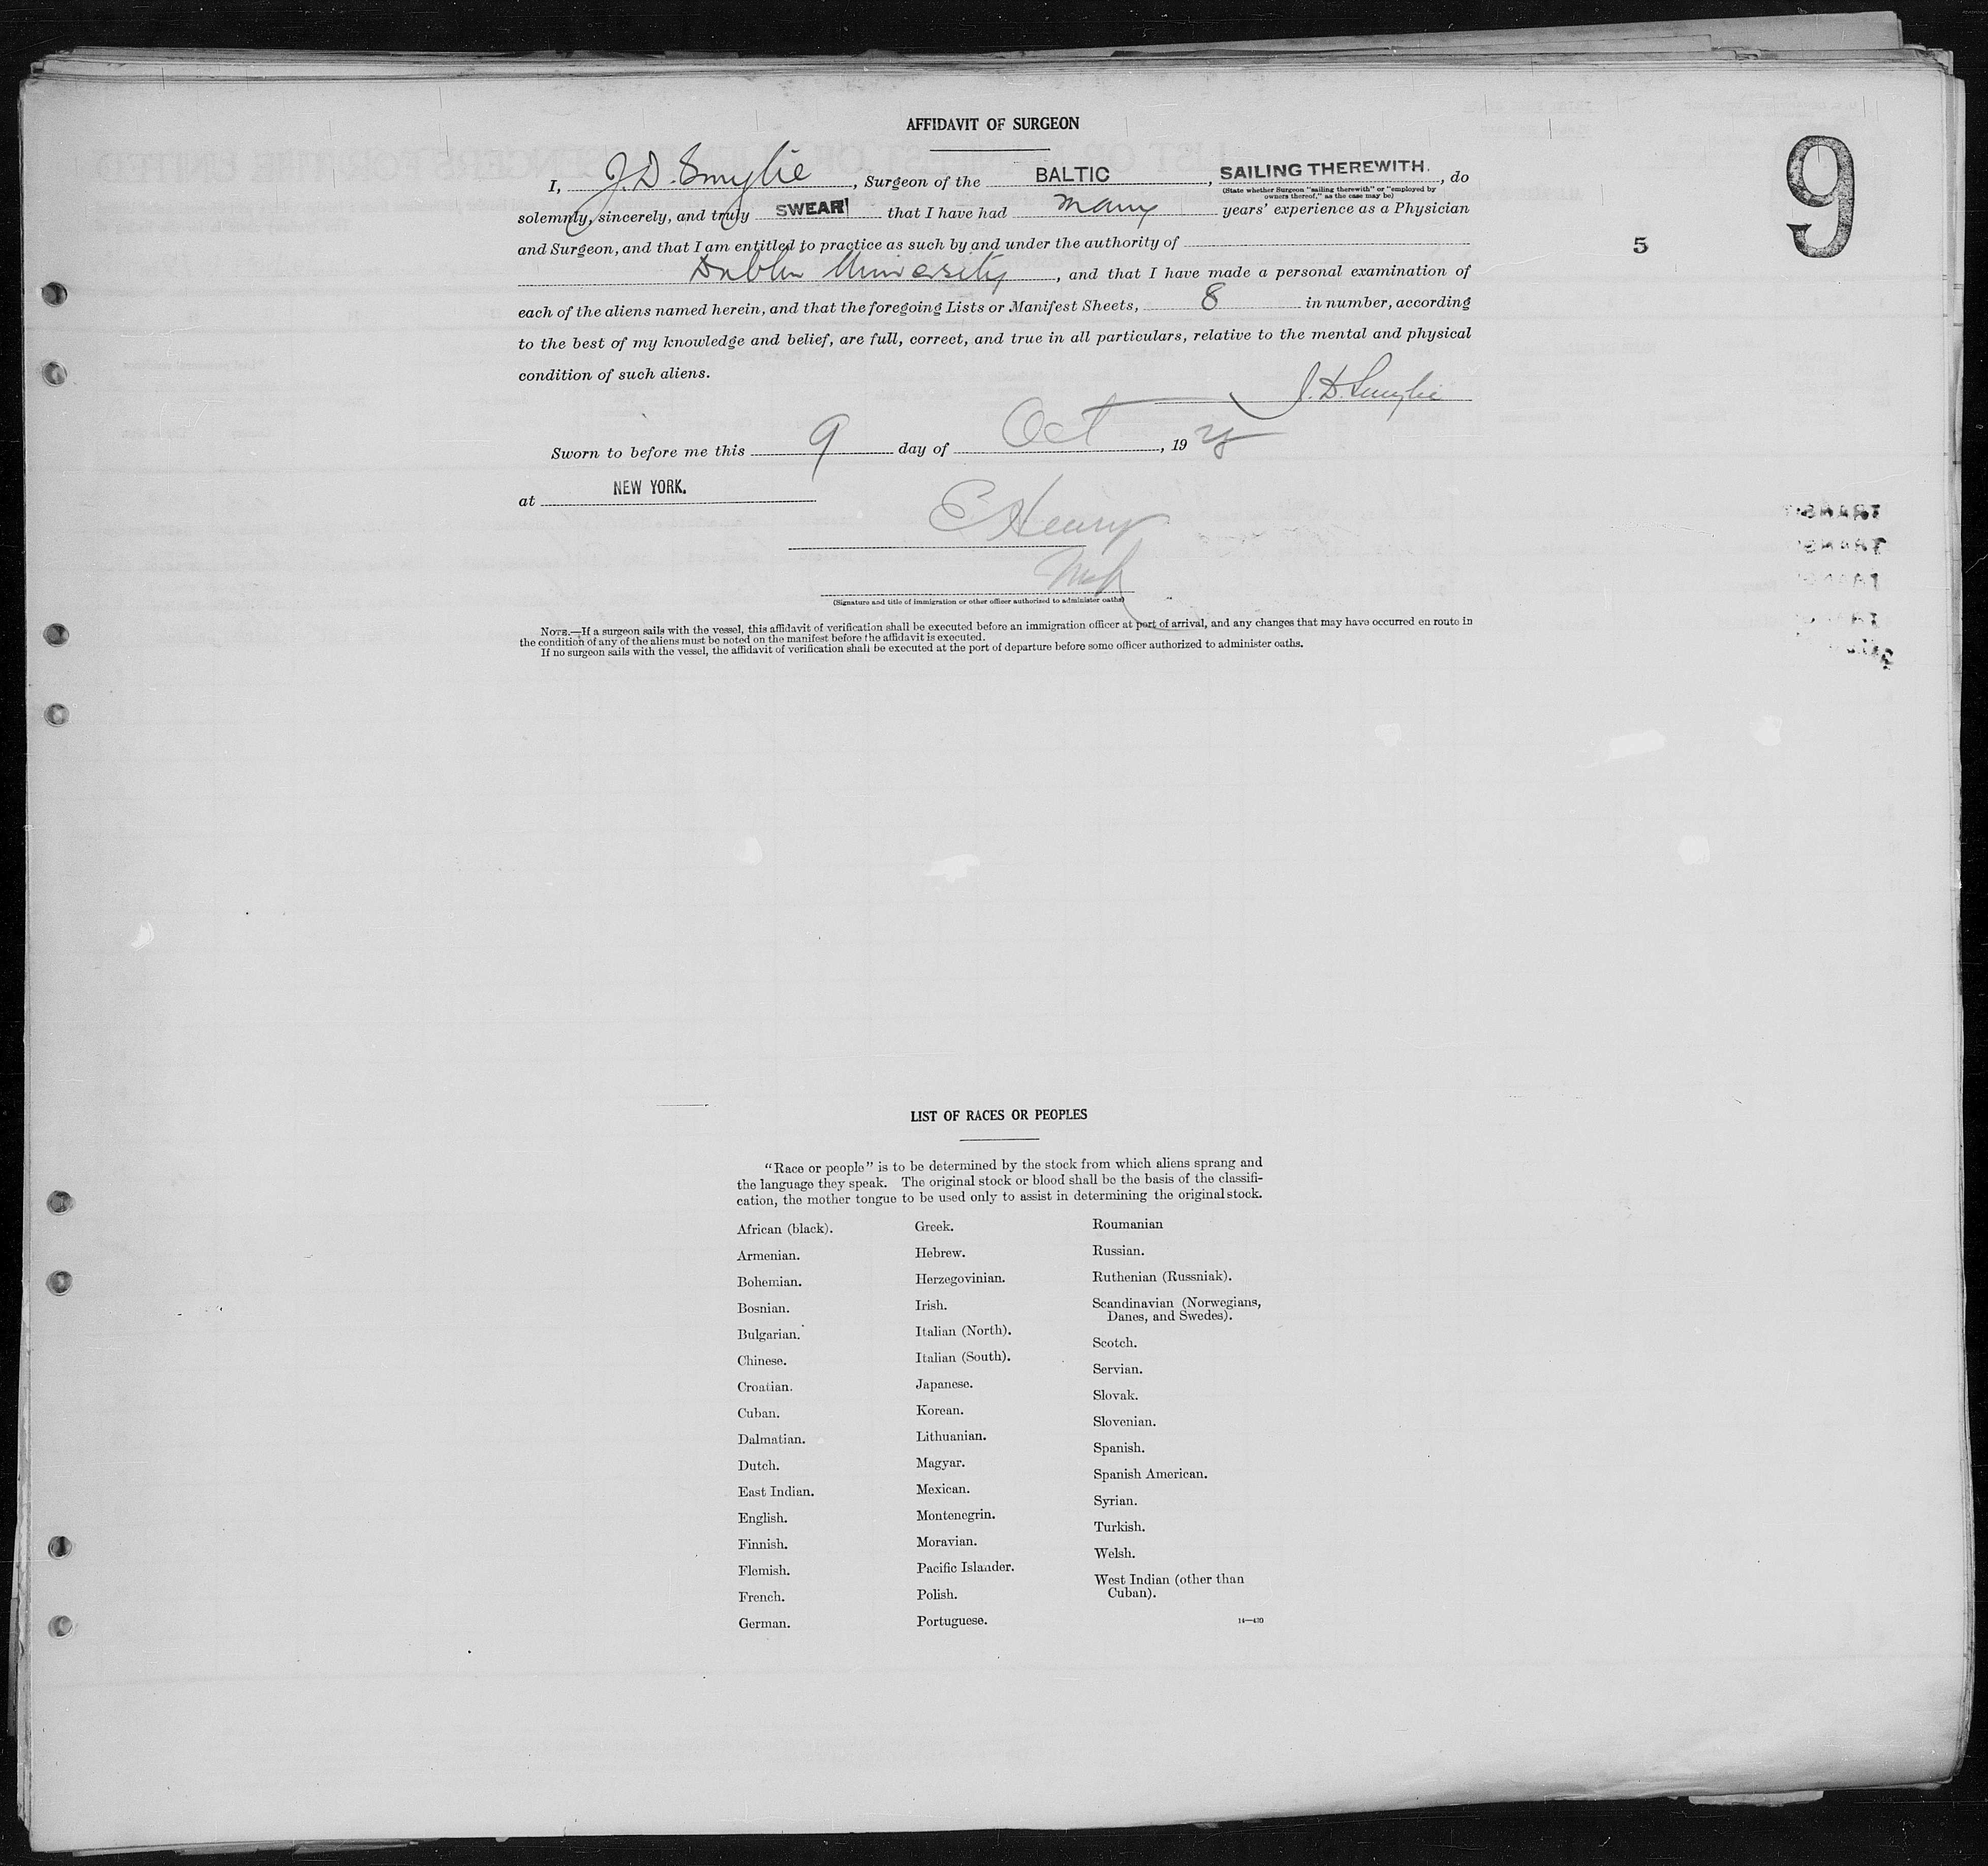 AFFIDAVIT OF SURGEON
9
I, J. D. Smylie, Surgeon of the BALTIC, SAILING THEREWITH., do
(State whether Surgeon "sailing therewith" or "employed by
owners thereof," as the case may be)
solemnly, sincerely, and truly SWEAR that I have had many years' experience as a Physician
and Surgeon, and that I am entitled to practice as such by and under the authority of
5
Dublin University, and that I have made a personal examination of
each of the aliens named herein, and that the foregoing Lists or Manifest Sheets, 8 in number, according
to the best of my knowledge and belief, are full, correct, and true in all particulars, relative to the mental and physical
condition of such aliens.
J. D. Smylie
Sworn to before me this 9 day of Oct, 19
at NEW YORK.
E Henry
(Signature and title of immigration or other officer authorized to administer oaths)
NOTE.—If a surgeon sails with the vessel, this affidavit of verification shall be executed before an immigration officer at port of arrival, and any changes that may have occurred en route in
the condition of any of the aliens must be noted on the manifest before the affidavit is executed.
If no surgeon sails with the vessel, the affidavit of verification shall be executed at the port of departure before some officer authorized to administer oaths.
LIST OF RACES OR PEOPLES
"Race or people" is to be determined by the stock from which aliens sprang and
the language they speak. The original stock or blood shall be the basis of the classifi-
cation, the mother tongue to be used only to assist in determining the original stock.
African (black).
Armenian.
Bohemian.
Bosnian.
Bulgarian.
Chinese.
Croatian.
Cuban.
Dalmatian.
Dutch.
East Indian.
English.
Finnish.
Flemish.
French.
German.
Greek.
Hebrew.
Herzegovinian.
Irish.
Italian (North).
Italian (South).
Japanese.
Korean.
Lithuanian.
Magyar.
Mexican.
Montenegrin.
Moravian.
Pacific Islander.
Polish.
Portuguese.
Roumanian
Russian.
Ruthenian (Russniak).
Scandinavian (Norwegians,
Danes, and Swedes).
Scotch.
Servian.
Slovak.
Slovenian.
Spanish.
Spanish American.
Syrian.
Turkish.
Welsh.
West Indian (other than
Cuban).
14—430